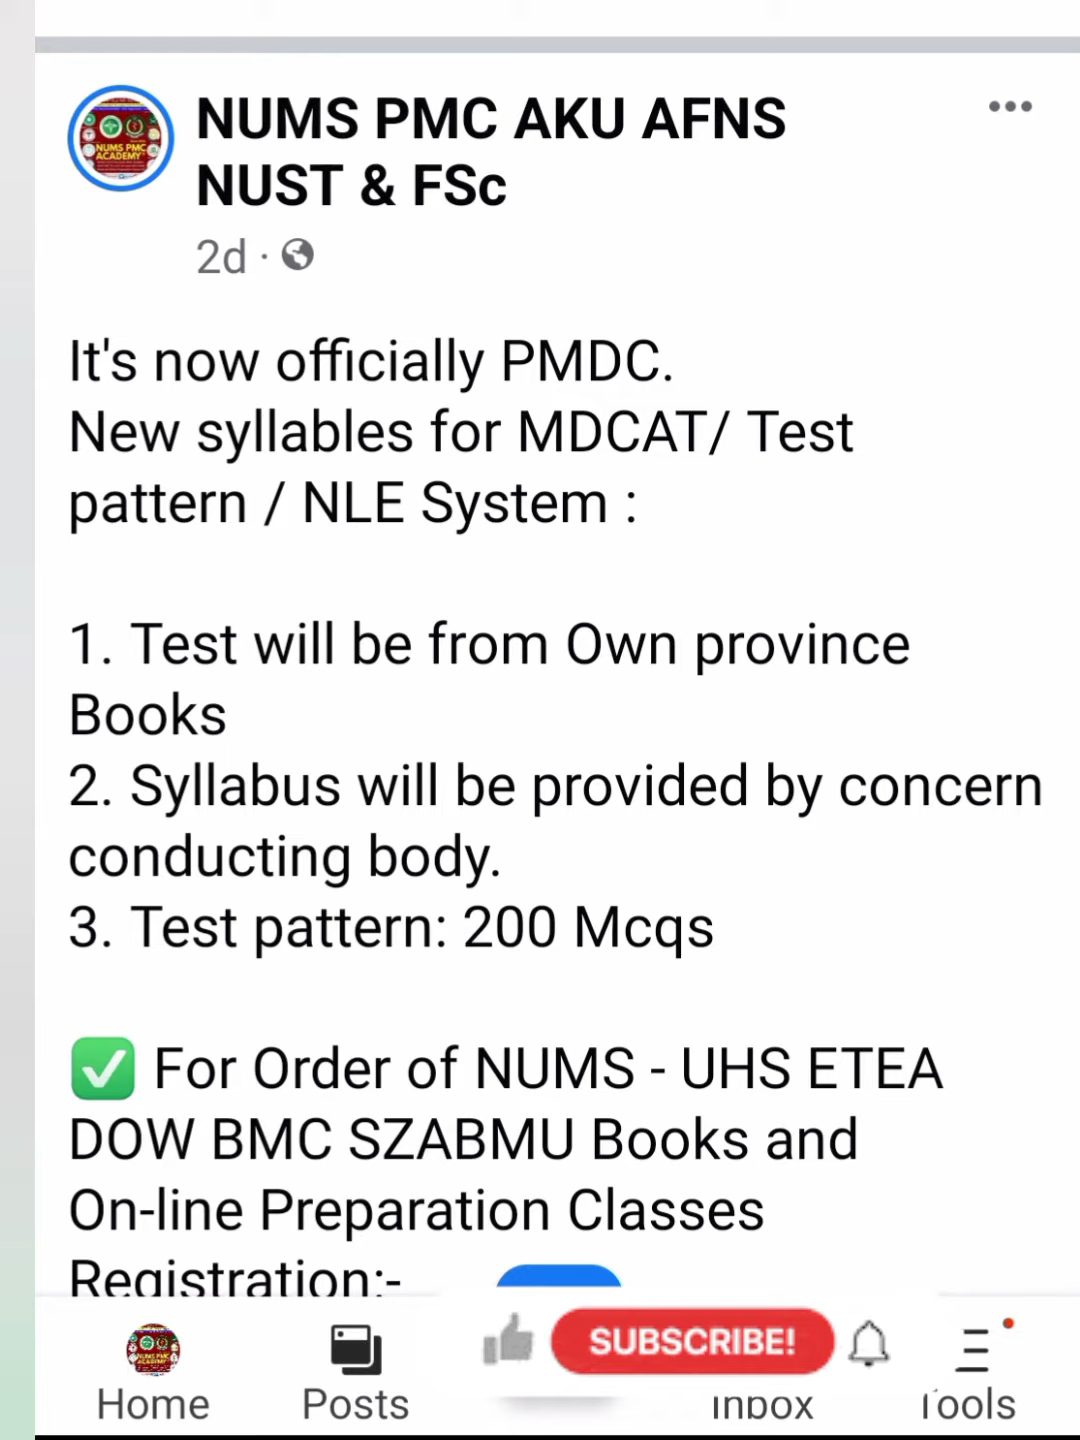 NUMS PMC AKU AFNS
NUST & FSc
2d ·
NUMS PMC
ACADEMY
It's now officially PMDC.
New syllables for MDCAT/ Test
pattern / NLE System :
1. Test will be from Own province
Books
2. Syllabus will be provided by concern
conducting body.
3. Test pattern: 200 Mcqs
✅ For Order of NUMS - UHS ETEA
DOW BMC SZABMU Books and
On-line Preparation Classes
Registration:-
SUBSCRIBE!
Home
Posts
Inbox
Tools